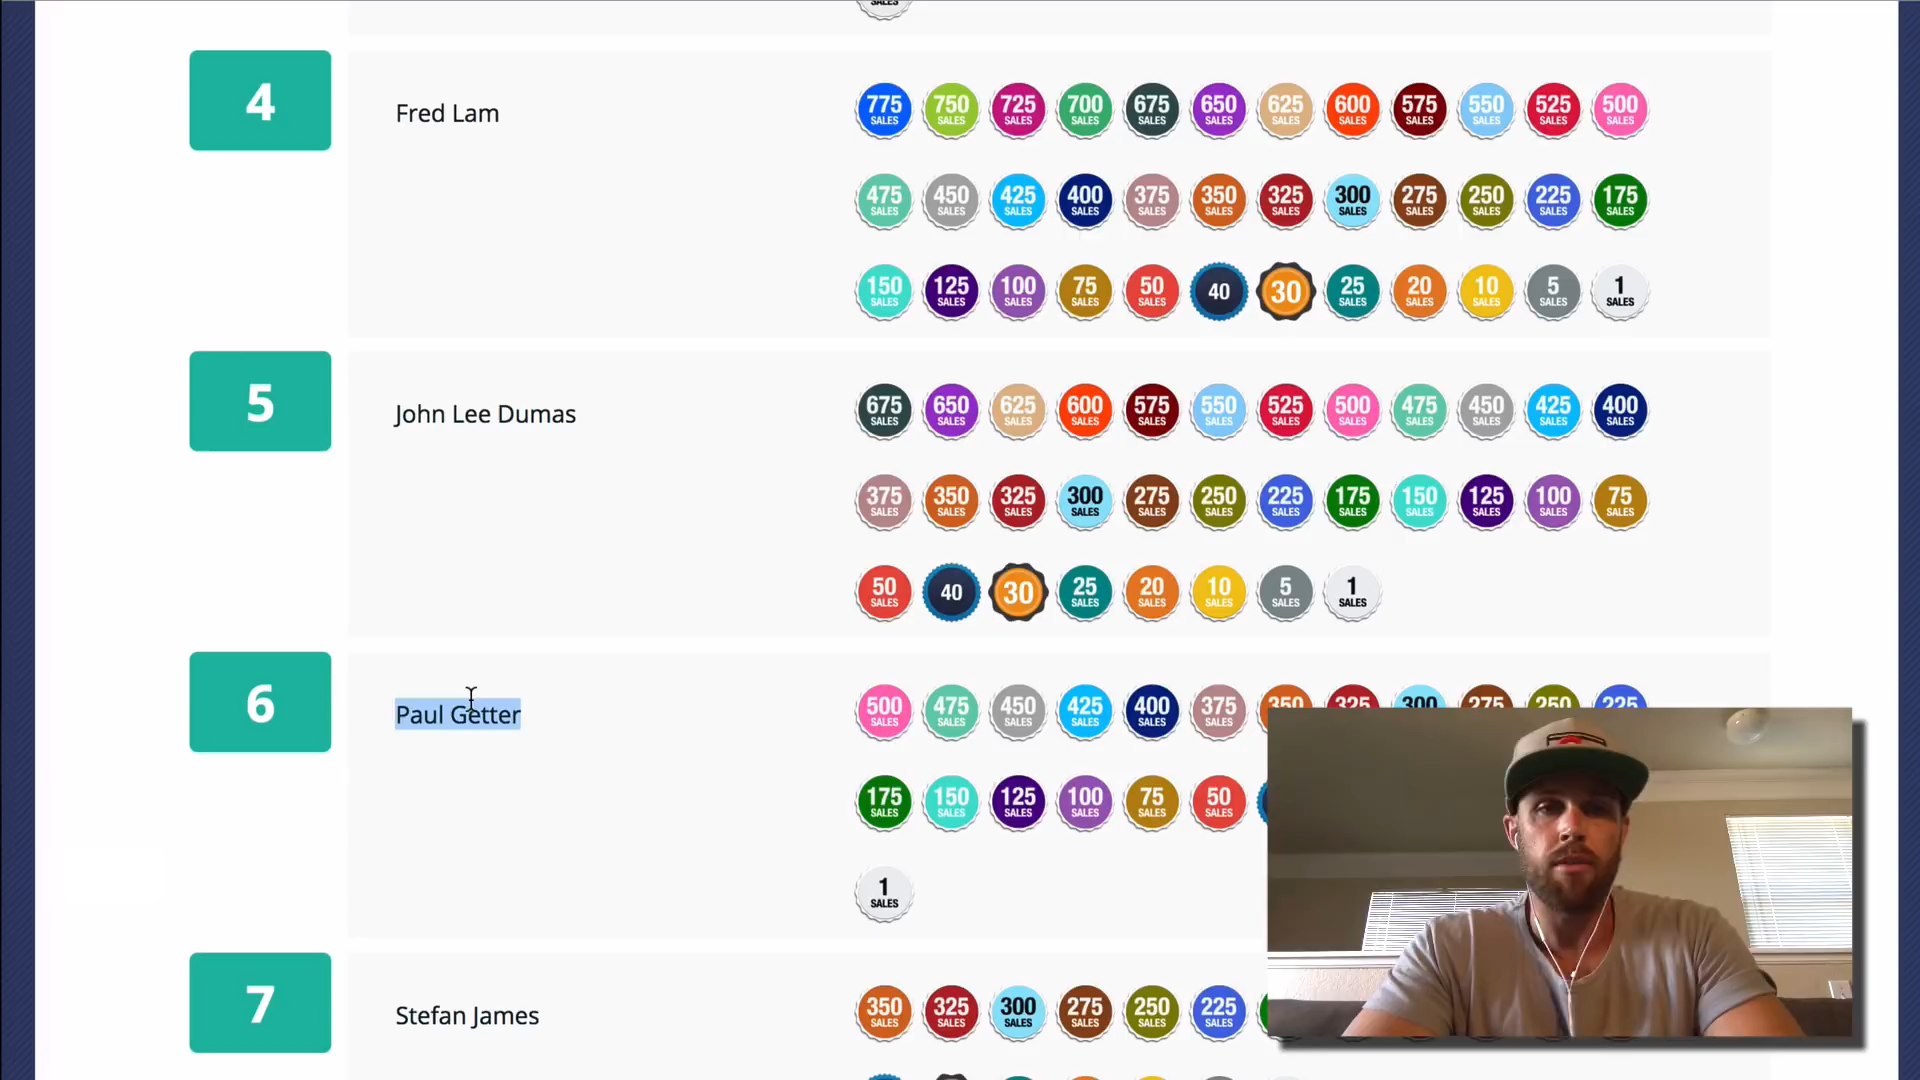 SALES
4
Fred Lam
775 SALES 750 SALES 725 SALES 700 SALES 675 SALES 650 SALES 625 SALES 600 SALES 575 SALES 550 SALES 525 SALES 500 SALES
475 SALES 450 SALES 425 SALES 400 SALES 375 SALES 350 SALES 325 SALES 300 SALES 275 SALES 250 SALES 225 SALES 175 SALES
150 SALES 125 SALES 100 SALES 75 SALES 50 SALES 40 30 25 SALES 20 SALES 10 SALES 5 SALES 1 SALES
5
John Lee Dumas
675 SALES 650 SALES 625 SALES 600 SALES 575 SALES 550 SALES 525 SALES 500 SALES 475 SALES 450 SALES 425 SALES 400 SALES
375 SALES 350 SALES 325 SALES 300 SALES 275 SALES 250 SALES 225 SALES 175 SALES 150 SALES 125 SALES 100 SALES 75 SALES
50 SALES 40 30 25 SALES 20 SALES 10 SALES 5 SALES 1 SALES
6
Paul Getter
500 SALES 475 SALES 450 SALES 425 SALES 400 SALES 375 SALES 350 325 300 275 250 225
175 SALES 150 SALES 125 SALES 100 SALES 75 SALES 50 SALES
1 SALES
7
Stefan James
350 SALES 325 SALES 300 SALES 275 SALES 250 SALES 225 SALES